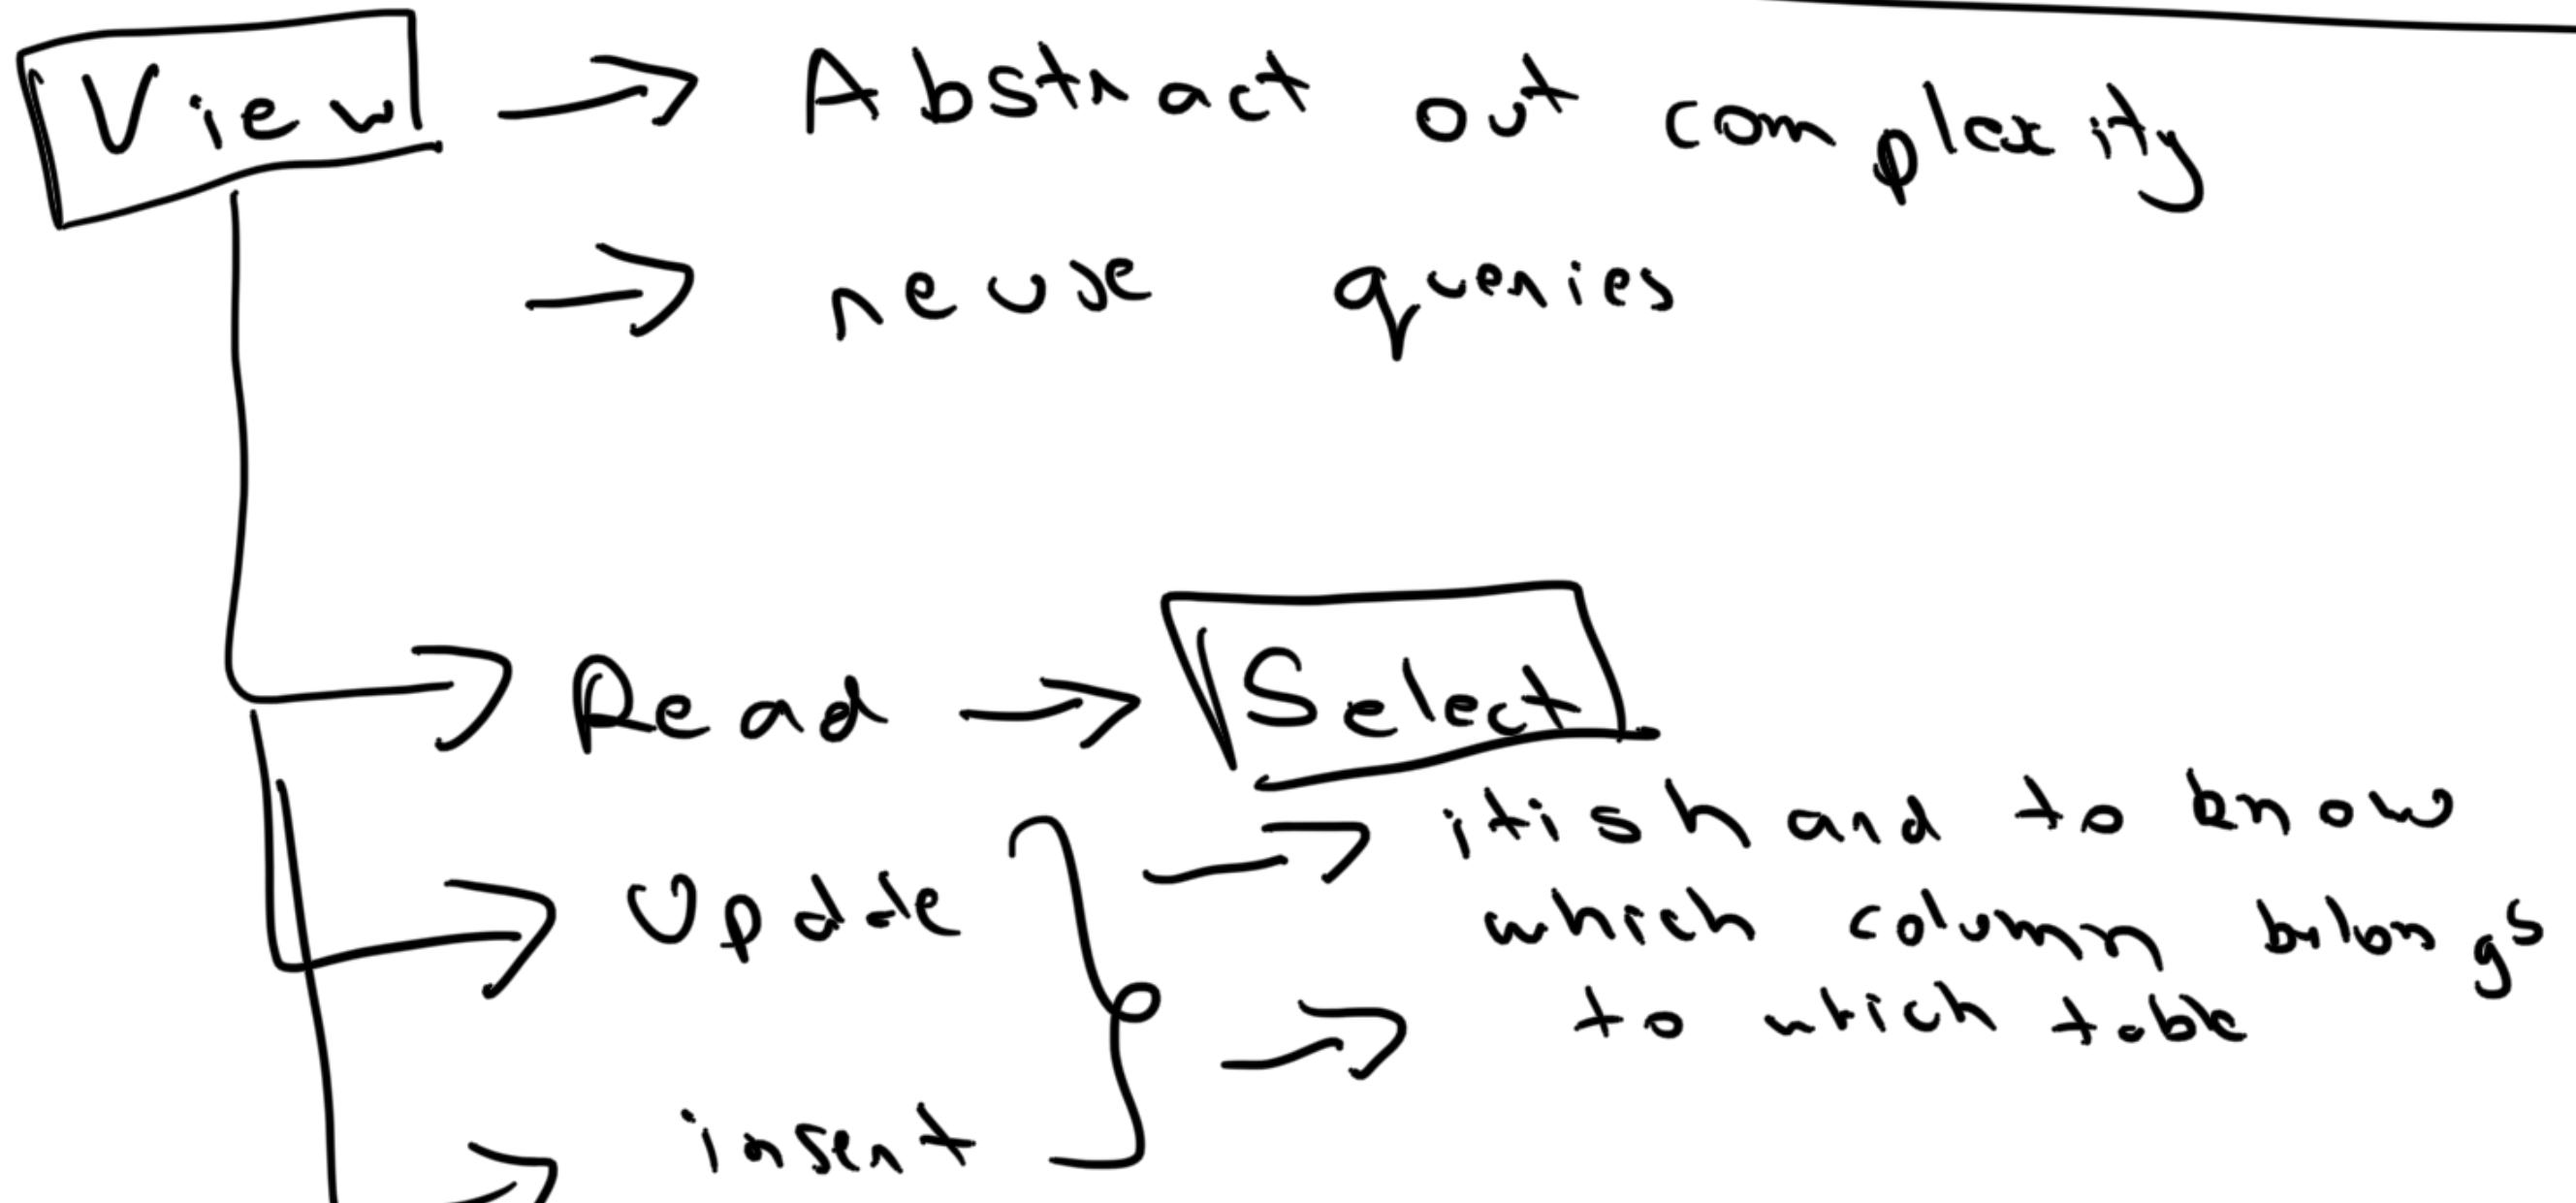 View → Abstract out complexity
→ reuse queries
→ Read → Select
→ Update → it is hard to know
which column belongs
→ to which table
→ insert